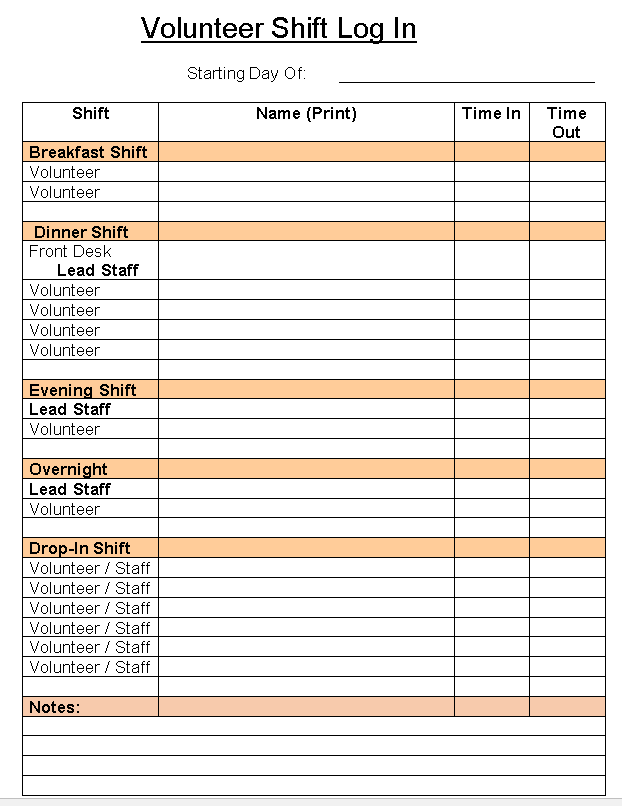 Volunteer Shift Log In
Starting Day Of:
Shift Name (Print) Time In Time Out
Breakfast Shift
Volunteer
Volunteer
Dinner Shift
Front Desk
Lead Staff
Volunteer
Volunteer
Volunteer
Volunteer
Evening Shift
Lead Staff
Volunteer
Overnight
Lead Staff
Volunteer
Drop-In Shift
Volunteer / Staff
Volunteer / Staff
Volunteer / Staff
Volunteer / Staff
Volunteer / Staff
Volunteer / Staff
Notes: